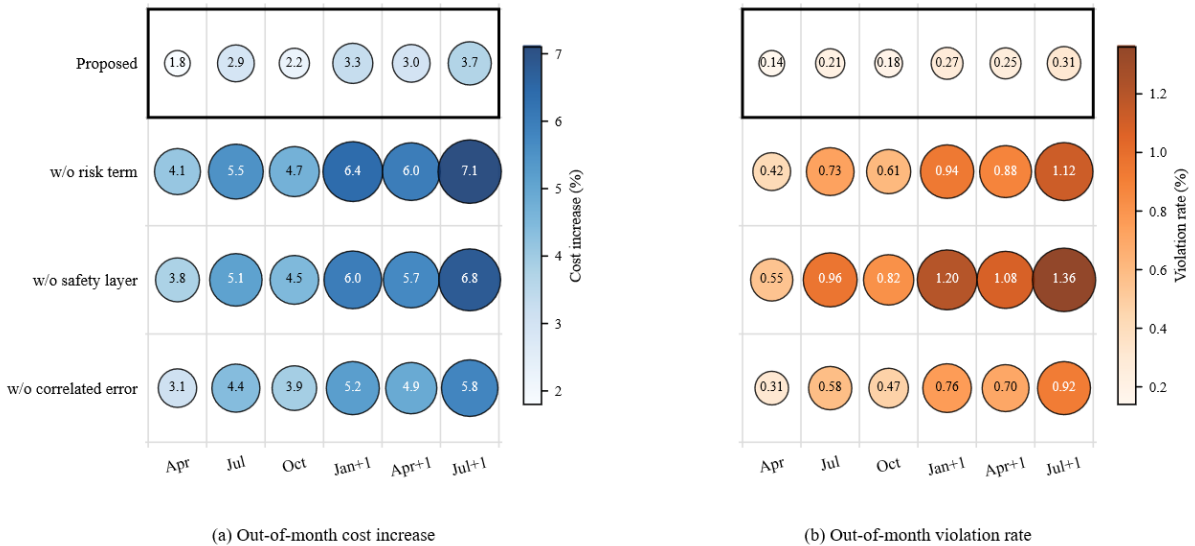 Proposed
1.8 2.9 2.2 3.3 3.0 3.7
w/o risk term
4.1 5.5 4.7 6.4 6.0 7.1
w/o safety layer
3.8 5.1 4.5 6.0 5.7 6.8
w/o correlated error
3.1 4.4 3.9 5.2 4.9 5.8
Apr Jul Oct Jan+1 Apr+1 Jul+1
7
6
5
4
3
2
Cost increase (%)
(a) Out-of-month cost increase
0.14 0.21 0.18 0.27 0.25 0.31
0.42 0.73 0.61 0.94 0.88 1.12
0.55 0.96 0.82 1.20 1.08 1.36
0.31 0.58 0.47 0.76 0.70 0.92
Apr Jul Oct Jan+1 Apr+1 Jul+1
1.2
1.0
0.8
0.6
0.4
0.2
Violation rate (%)
(b) Out-of-month violation rate